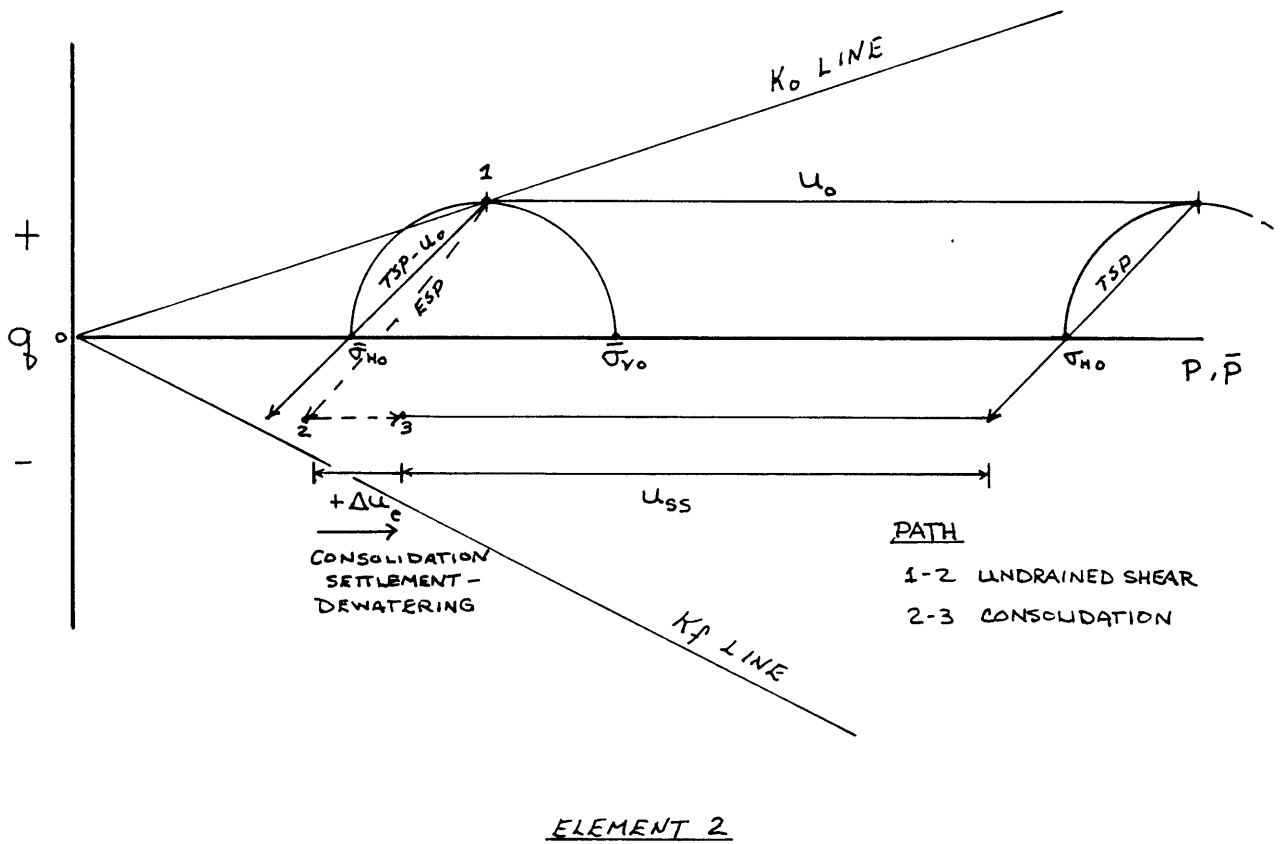 K₀ LINE
1
u₀
+
TSP-u₀
ESP
TSP
q 0
σ̄H₀
σ̄V₀
σH₀
P, P̄
2
3
-
+Δuₑ
uSS
CONSOLIDATION
SETTLEMENT-
DEWATERING
PATH
1-2 UNDRAINED SHEAR
2-3 CONSOLIDATION
Kf LINE
ELEMENT 2